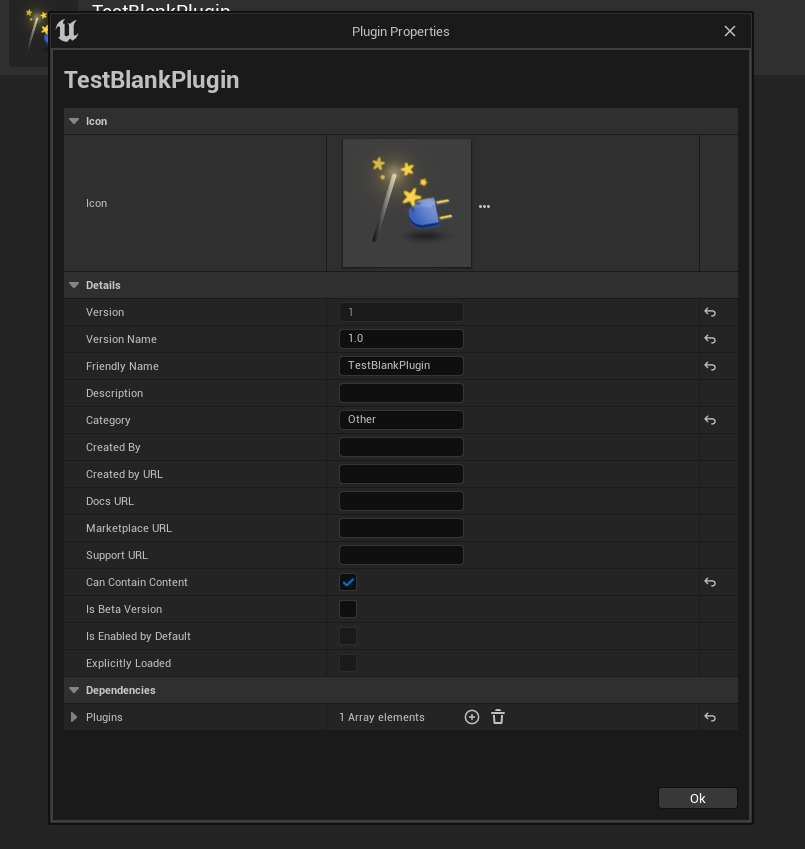 TestBlankPlugin
Plugin Properties
TestBlankPlugin
Icon
Icon
...
Details
Version 1
Version Name 1.0
Friendly Name TestBlankPlugin
Description
Category Other
Created By
Created by URL
Docs URL
Marketplace URL
Support URL
Can Contain Content
Is Beta Version
Is Enabled by Default
Explicitly Loaded
Dependencies
Plugins 1 Array elements
Ok